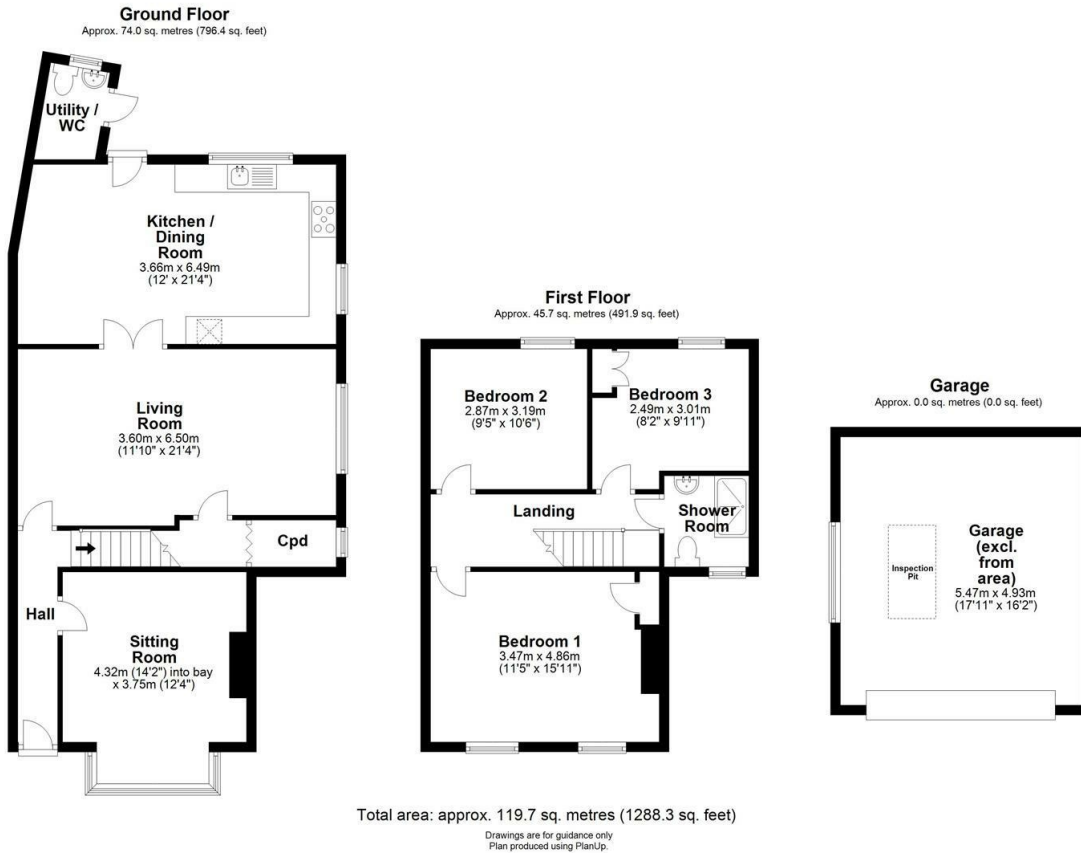 Ground Floor
Approx. 74.0 sq. metres (796.4 sq. feet)
Utility /
WC
Kitchen /
Dining
Room
3.66m x 6.49m
(12' x 21'4")
Living
Room
3.60m x 6.50m
(11'10" x 21'4")
Cpd
Hall
Sitting
Room
4.32m (14'2") into bay
x 3.75m (12'4")
First Floor
Approx. 45.7 sq. metres (491.9 sq. feet)
Bedroom 2
2.87m x 3.19m
(9'5" x 10'6")
Bedroom 3
2.49m x 3.01m
(8'2" x 9'11")
Landing
Shower
Room
Bedroom 1
3.47m x 4.86m
(11'5" x 15'11")
Garage
Approx. 0.0 sq. metres (0.0 sq. feet)
Inspection
Pit
Garage
(excl.
from
area)
5.47m x 4.93m
(17'11" x 16'2")
Total area: approx. 119.7 sq. metres (1288.3 sq. feet)
Drawings are for guidance only
Plan produced using PlanUp.